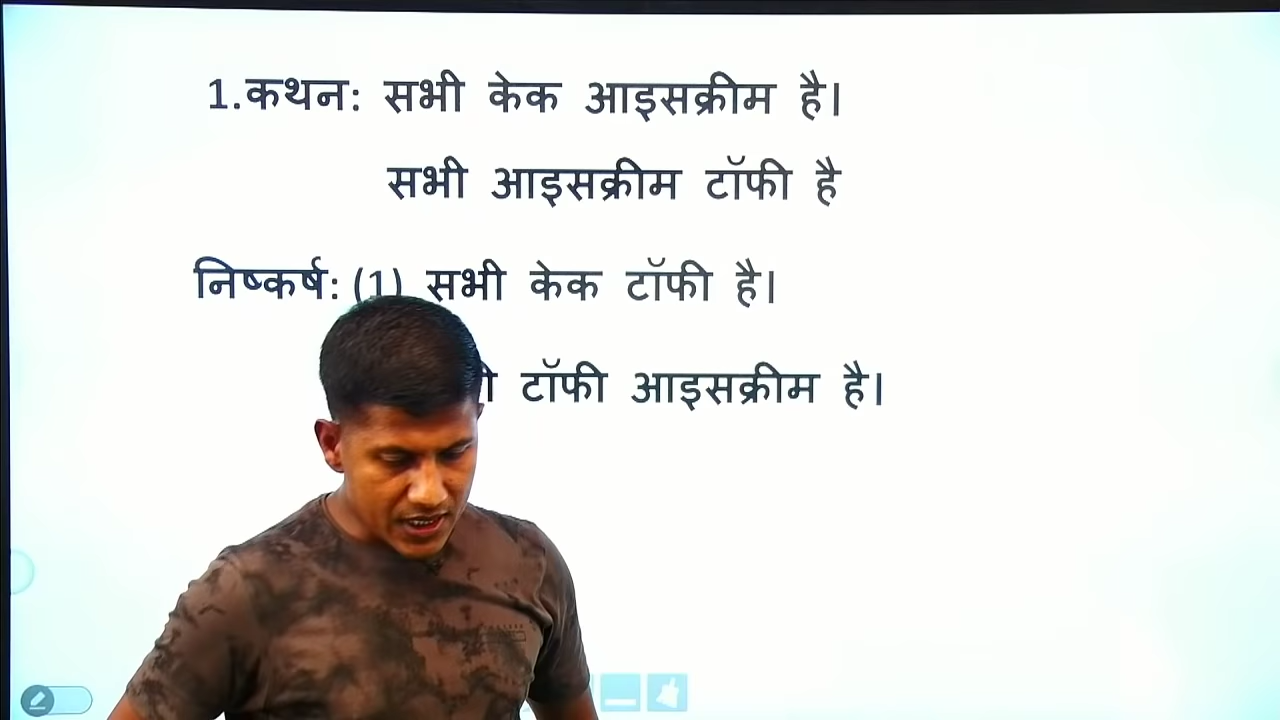 1.कथन: सभी केक आइसक्रीम है।
सभी आइसक्रीम टॉफी है
निष्कर्ष: (1) सभी केक टॉफी है।
टॉफी आइसक्रीम है।